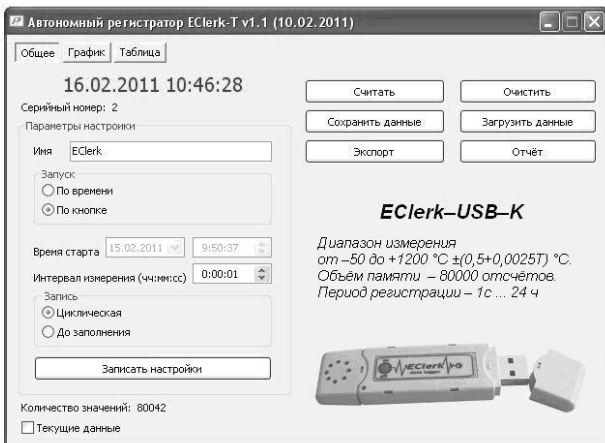 Автономный регистратор EClerk-T v1.1 (10.02.2011)
Общее График Таблица
16.02.2011 10:46:28
Серийный номер: 2
Параметры настроики
Имя EClerk
Запуск
По времени
По кнопке
Время старта 15.02.2011 9:50:37
Интервал измерения (чч:мм:сс) 0:00:01
Запись
Циклическая
До заполнения
Записать настройки
Количество значений: 80042
Текущие данные
Считать Очистить
Сохранить данные Загрузить данные
Экспорт Отчёт
EClerk–USB–K
Диапазон измерения
от –50 до +1200 °C ±(0,5+0,0025T) °C.
Объём памяти – 80000 отсчётов.
Период регистрации – 1с ... 24 ч
EClerk
data logger